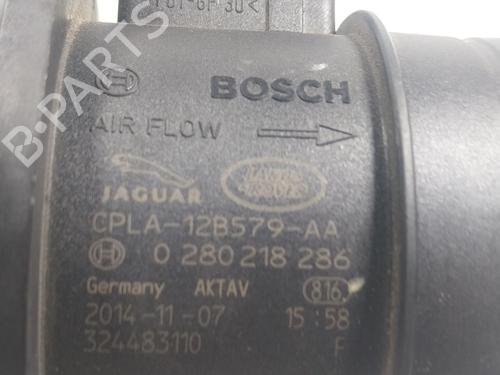 BOSCH
AIR FLOW
JAGUAR
LAND ROVER
CPLA-12B579-AA
0 280 218 286
Germany AKTAV 816
2014-11-07 15:58
324483110 F
B-PARTS